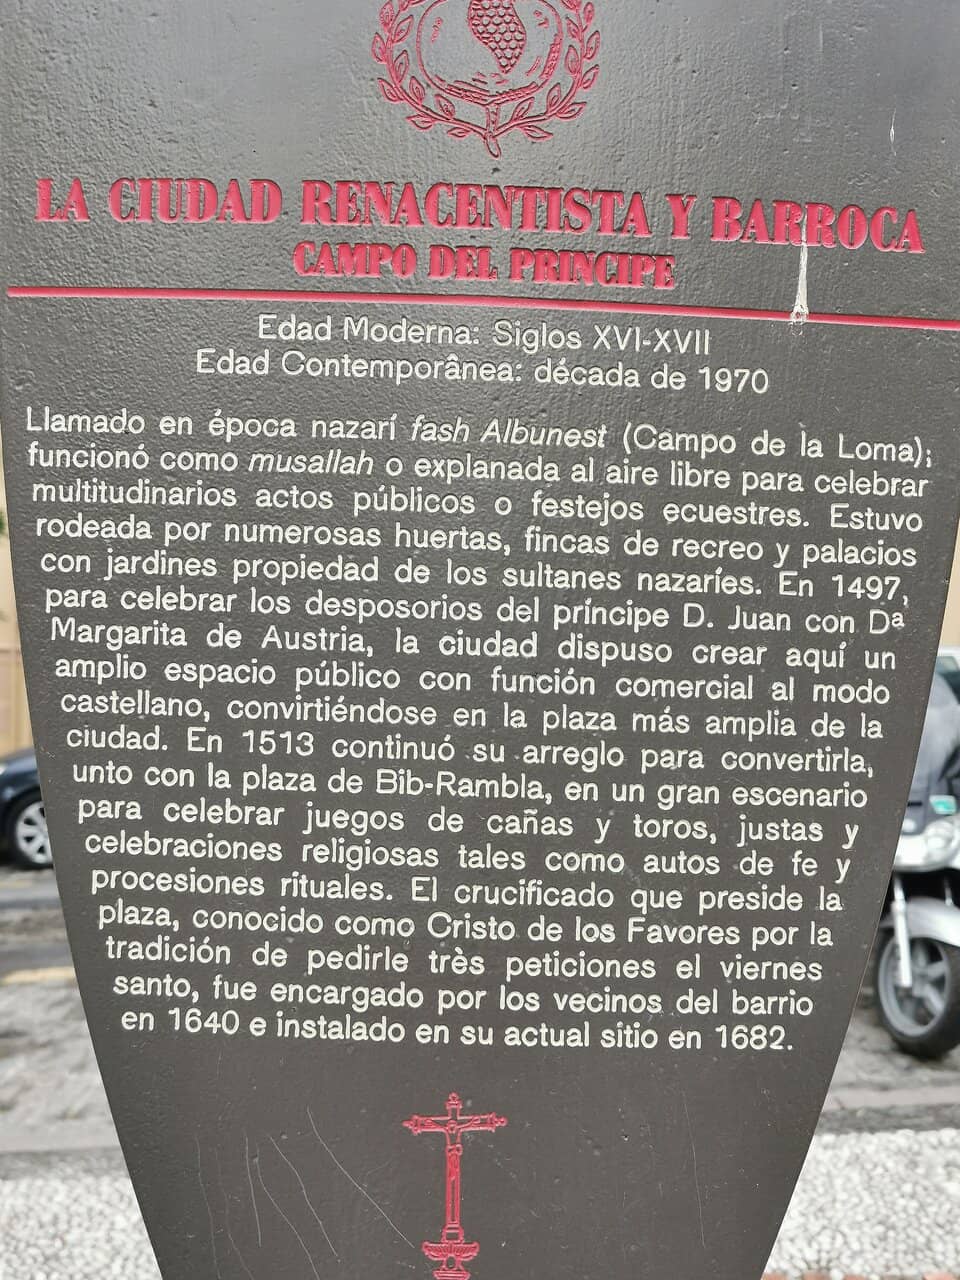 LA CIUDAD RENACENTISTA Y BARROCA
CAMPO DEL PRINCIPE
Edad Moderna: Siglos XVI-XVII
Edad Contemporânea: década de 1970
Llamado en época nazarí fash Albunest (Campo de la Loma);
funcionó como musallah o explanada al aire libre para celebrar
multitudinarios actos públicos o festejos ecuestres. Estuvo
rodeada por numerosas huertas, fincas de recreo y palacios
con jardines propiedad de los sultanes nazaríes. En 1497,
para celebrar los desposorios del príncipe D. Juan con Dª
Margarita de Austria, la ciudad dispuso crear aquí un
amplio espacio público con función comercial al modo
castellano, convirtiéndose en la plaza más amplia de la
ciudad. En 1513 continuó su arreglo para convertirla,
unto con la plaza de Bib-Rambla, en un gran escenario
para celebrar juegos de cañas y toros, justas y
celebraciones religiosas tales como autos de fe y
procesiones rituales. El crucificado que preside la
plaza, conocido como Cristo de los Favores por la
tradición de pedirle très peticiones el viernes
santo, fue encargado por los vecinos del barrio
en 1640 e instalado en su actual sitio en 1682.